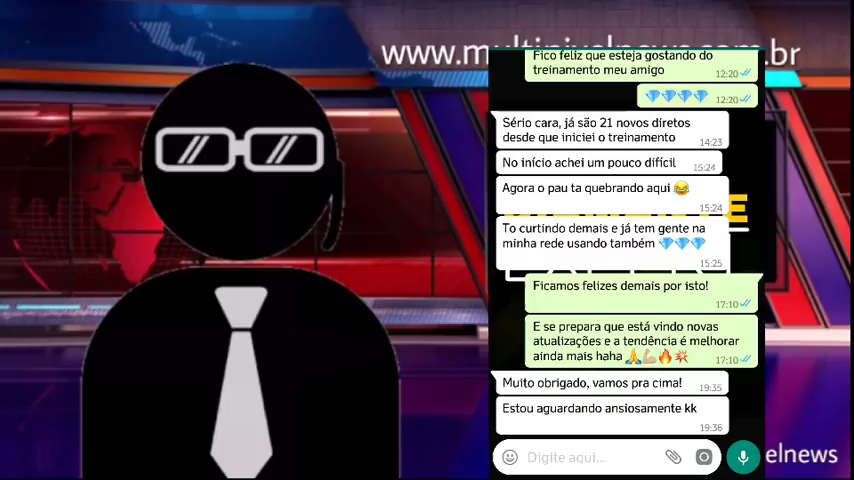 www.multinivelnews.com.br
Fico feliz que esteja gostando do
treinamento meu amigo
12:20
💎💎💎💎 12:20
Sério cara, já são 21 novos diretos
desde que iniciei o treinamento
14:23
No início achei um pouco difícil 15:24
Agora o pau ta quebrando aqui 😂
15:24
To curtindo demais e já tem gente na
minha rede usando também 💎💎💎
15:25
Ficamos felizes demais por isto!
17:10
E se prepara que está vindo novas
atualizações e a tendência é melhorar
ainda mais haha 🙏💪🔥💥
17:10
Muito obrigado, vamos pra cima! 19:35
Estou aguardando ansiosamente kk
19:36
Digite aqui...
elnews